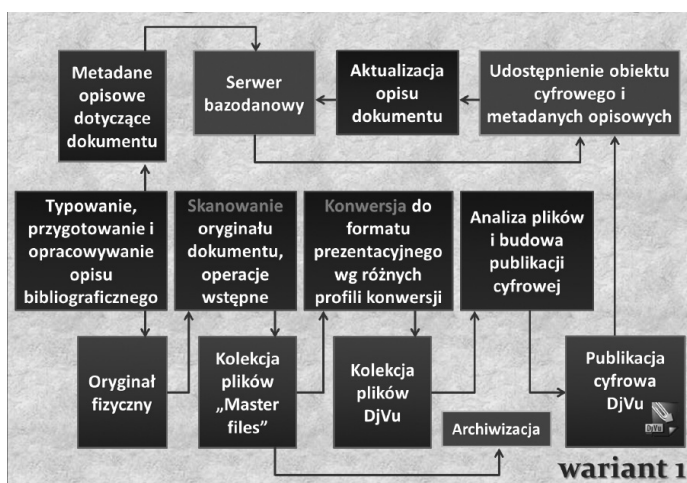 Metadane
opisowe
dotyczące
dokumentu
Serwer
bazodanowy
Aktualizacja
opisu
dokumentu
Udostępnienie obiektu
cyfrowego i
metadanych opisowych
Typowanie,
przygotowanie i
opracowywanie
opisu
bibliograficznego
Skanowanie
oryginału
dokumentu,
operacje
wstępne
Konwersja do
formatu
prezentacyjnego
wg różnych
profili konwersji
Analiza plików
i budowa
publikacji
cyfrowej
Oryginał
fizyczny
Kolekcja
plików
„Master
files”
Kolekcja
plików
DjVu
Archiwizacja
Publikacja
cyfrowa
DjVu
DjVu
wariant 1